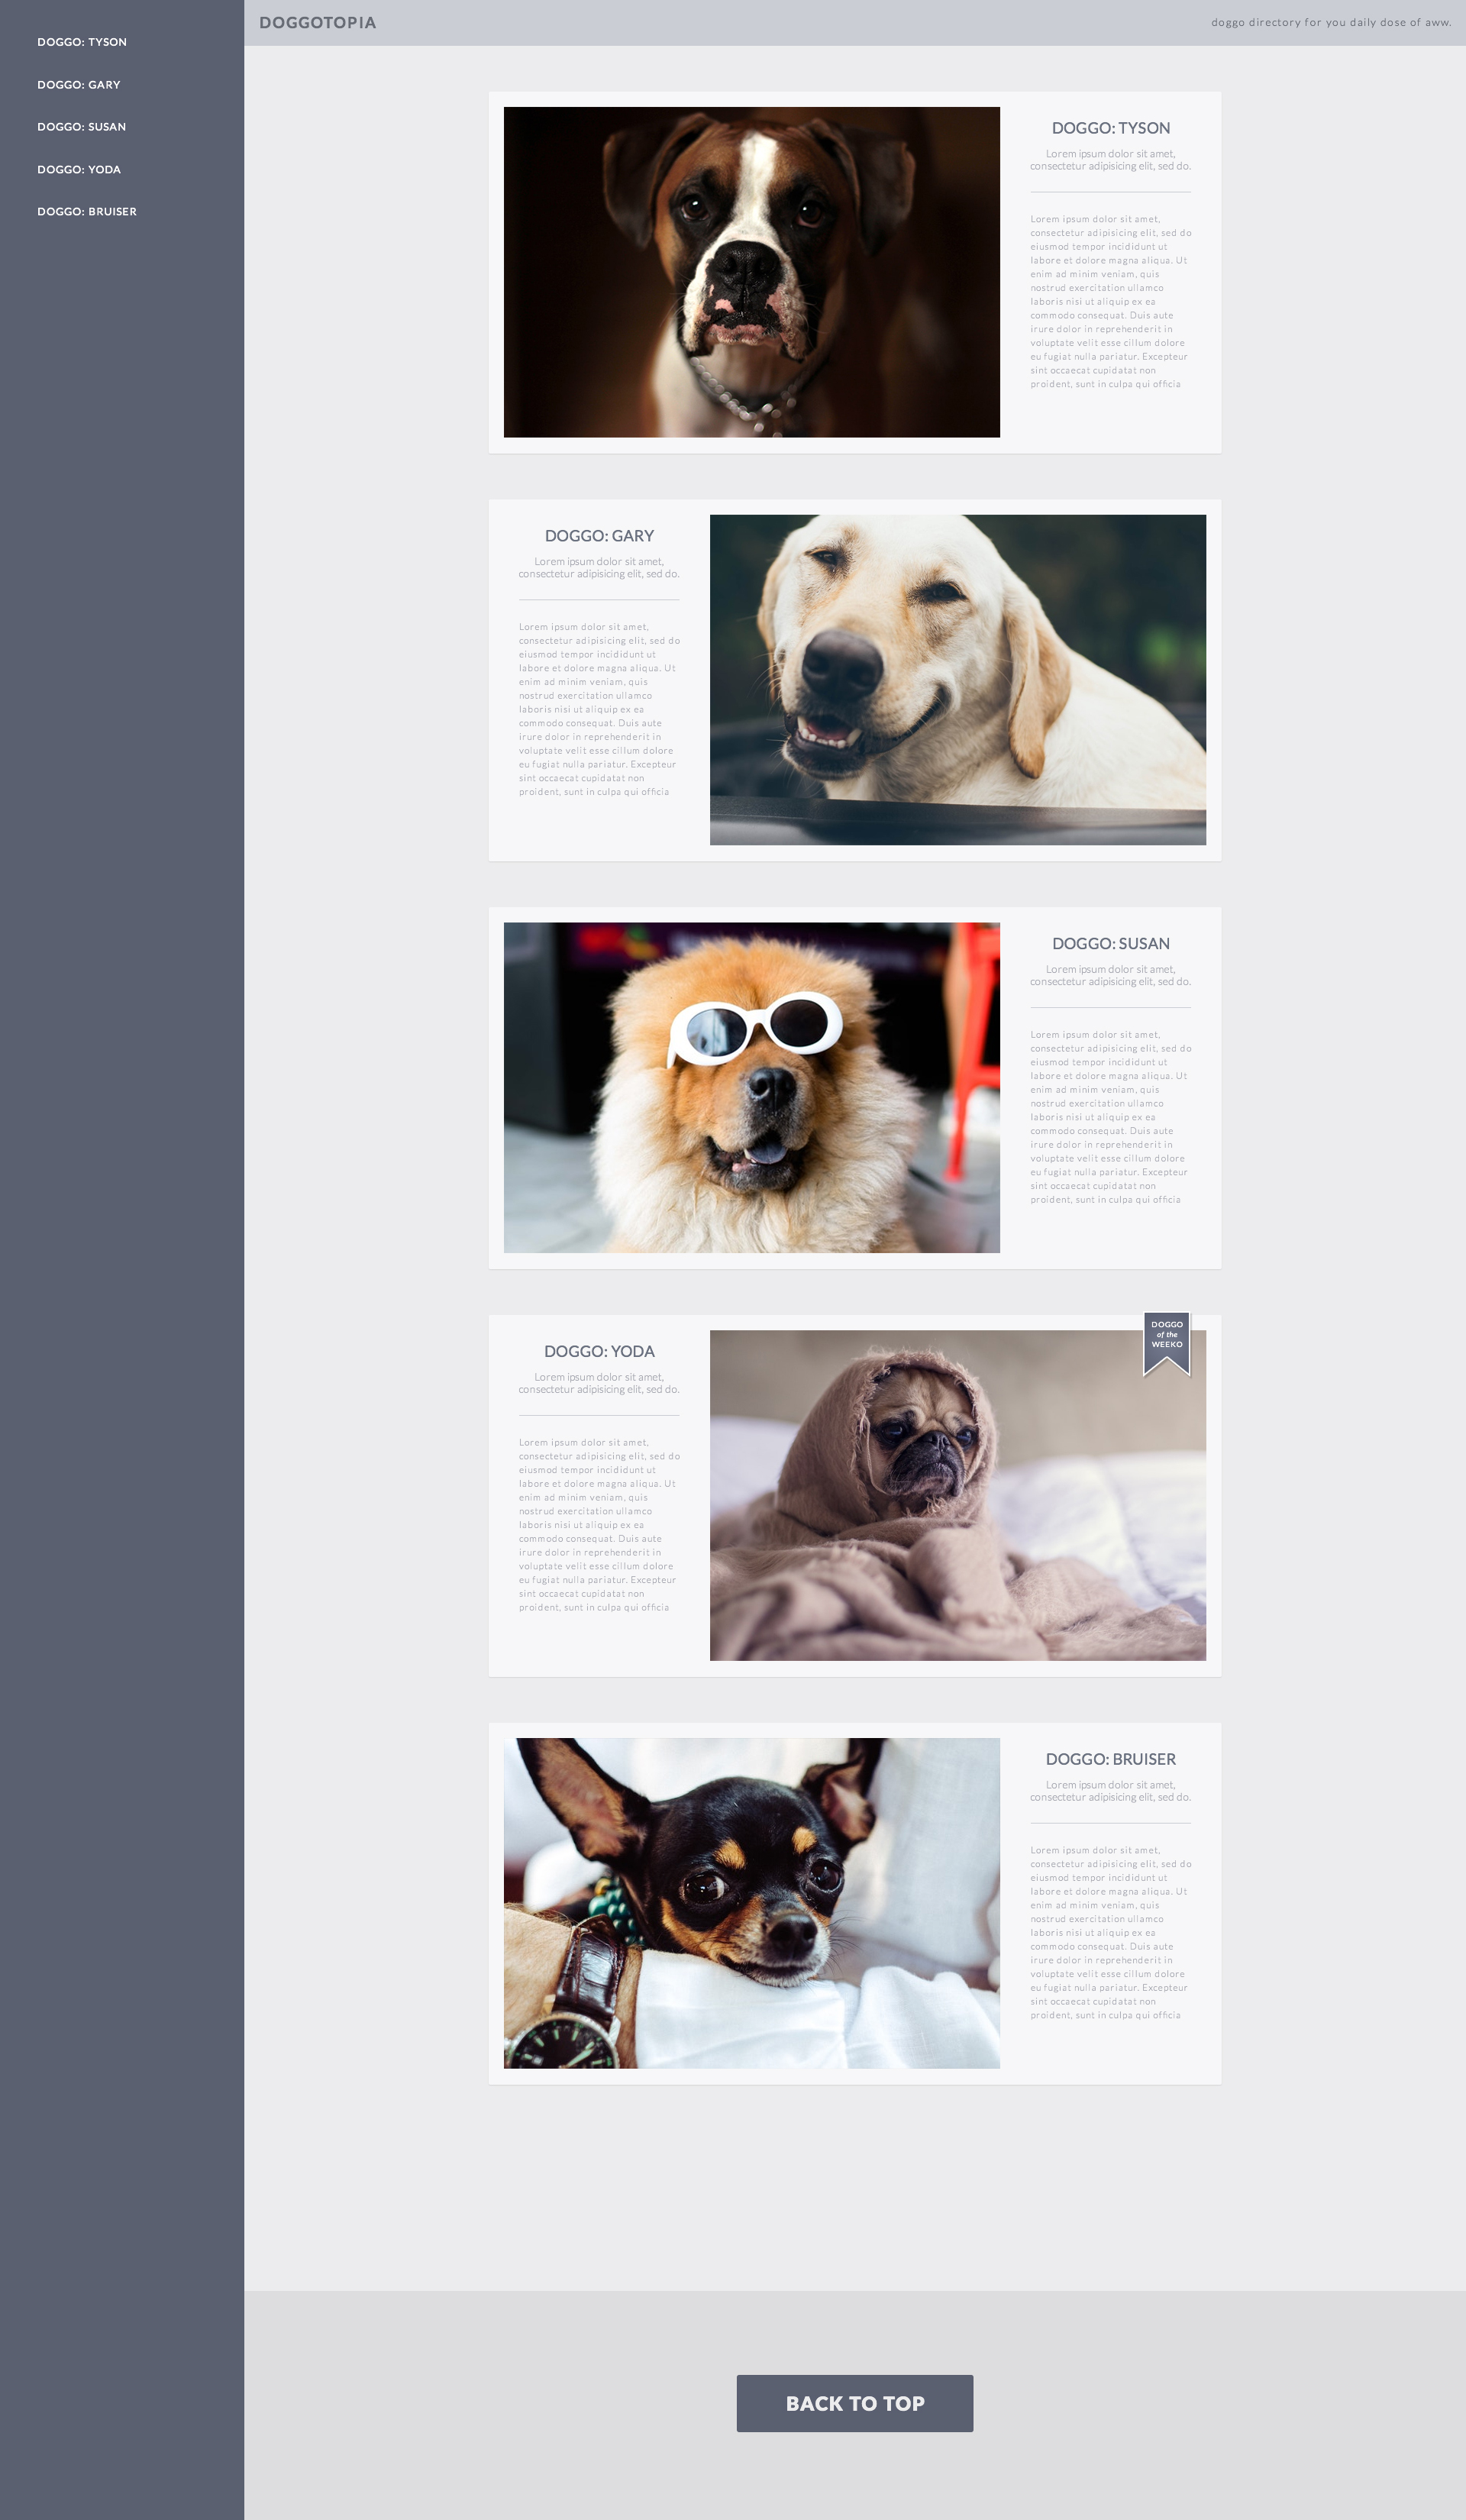 DOGGO: TYSON
DOGGO: GARY
DOGGO: SUSAN
DOGGO: YODA
DOGGO: BRUISER
DOGGOTOPIA
doggo directory for you daily dose of aww.
DOGGO: TYSON
Lorem ipsum dolor sit amet,
consectetur adipisicing elit, sed do.
Lorem ipsum dolor sit amet,
consectetur adipisicing elit, sed do
eiusmod tempor incididunt ut
labore et dolore magna aliqua. Ut
enim ad minim veniam, quis
nostrud exercitation ullamco
laboris nisi ut aliquip ex ea
commodo consequat. Duis aute
irure dolor in reprehenderit in
voluptate velit esse cillum dolore
eu fugiat nulla pariatur. Excepteur
sint occaecat cupidatat non
proident, sunt in culpa qui officia
DOGGO: GARY
Lorem ipsum dolor sit amet,
consectetur adipisicing elit, sed do.
Lorem ipsum dolor sit amet,
consectetur adipisicing elit, sed do
eiusmod tempor incididunt ut
labore et dolore magna aliqua. Ut
enim ad minim veniam, quis
nostrud exercitation ullamco
laboris nisi ut aliquip ex ea
commodo consequat. Duis aute
irure dolor in reprehenderit in
voluptate velit esse cillum dolore
eu fugiat nulla pariatur. Excepteur
sint occaecat cupidatat non
proident, sunt in culpa qui officia
DOGGO: SUSAN
Lorem ipsum dolor sit amet,
consectetur adipisicing elit, sed do.
Lorem ipsum dolor sit amet,
consectetur adipisicing elit, sed do
eiusmod tempor incididunt ut
labore et dolore magna aliqua. Ut
enim ad minim veniam, quis
nostrud exercitation ullamco
laboris nisi ut aliquip ex ea
commodo consequat. Duis aute
irure dolor in reprehenderit in
voluptate velit esse cillum dolore
eu fugiat nulla pariatur. Excepteur
sint occaecat cupidatat non
proident, sunt in culpa qui officia
DOGGO: YODA
Lorem ipsum dolor sit amet,
consectetur adipisicing elit, sed do.
Lorem ipsum dolor sit amet,
consectetur adipisicing elit, sed do
eiusmod tempor incididunt ut
labore et dolore magna aliqua. Ut
enim ad minim veniam, quis
nostrud exercitation ullamco
laboris nisi ut aliquip ex ea
commodo consequat. Duis aute
irure dolor in reprehenderit in
voluptate velit esse cillum dolore
eu fugiat nulla pariatur. Excepteur
sint occaecat cupidatat non
proident, sunt in culpa qui officia
DOGGO
of the
WEEKO
DOGGO: BRUISER
Lorem ipsum dolor sit amet,
consectetur adipisicing elit, sed do.
Lorem ipsum dolor sit amet,
consectetur adipisicing elit, sed do
eiusmod tempor incididunt ut
labore et dolore magna aliqua. Ut
enim ad minim veniam, quis
nostrud exercitation ullamco
laboris nisi ut aliquip ex ea
commodo consequat. Duis aute
irure dolor in reprehenderit in
voluptate velit esse cillum dolore
eu fugiat nulla pariatur. Excepteur
sint occaecat cupidatat non
proident, sunt in culpa qui officia
BACK TO TOP